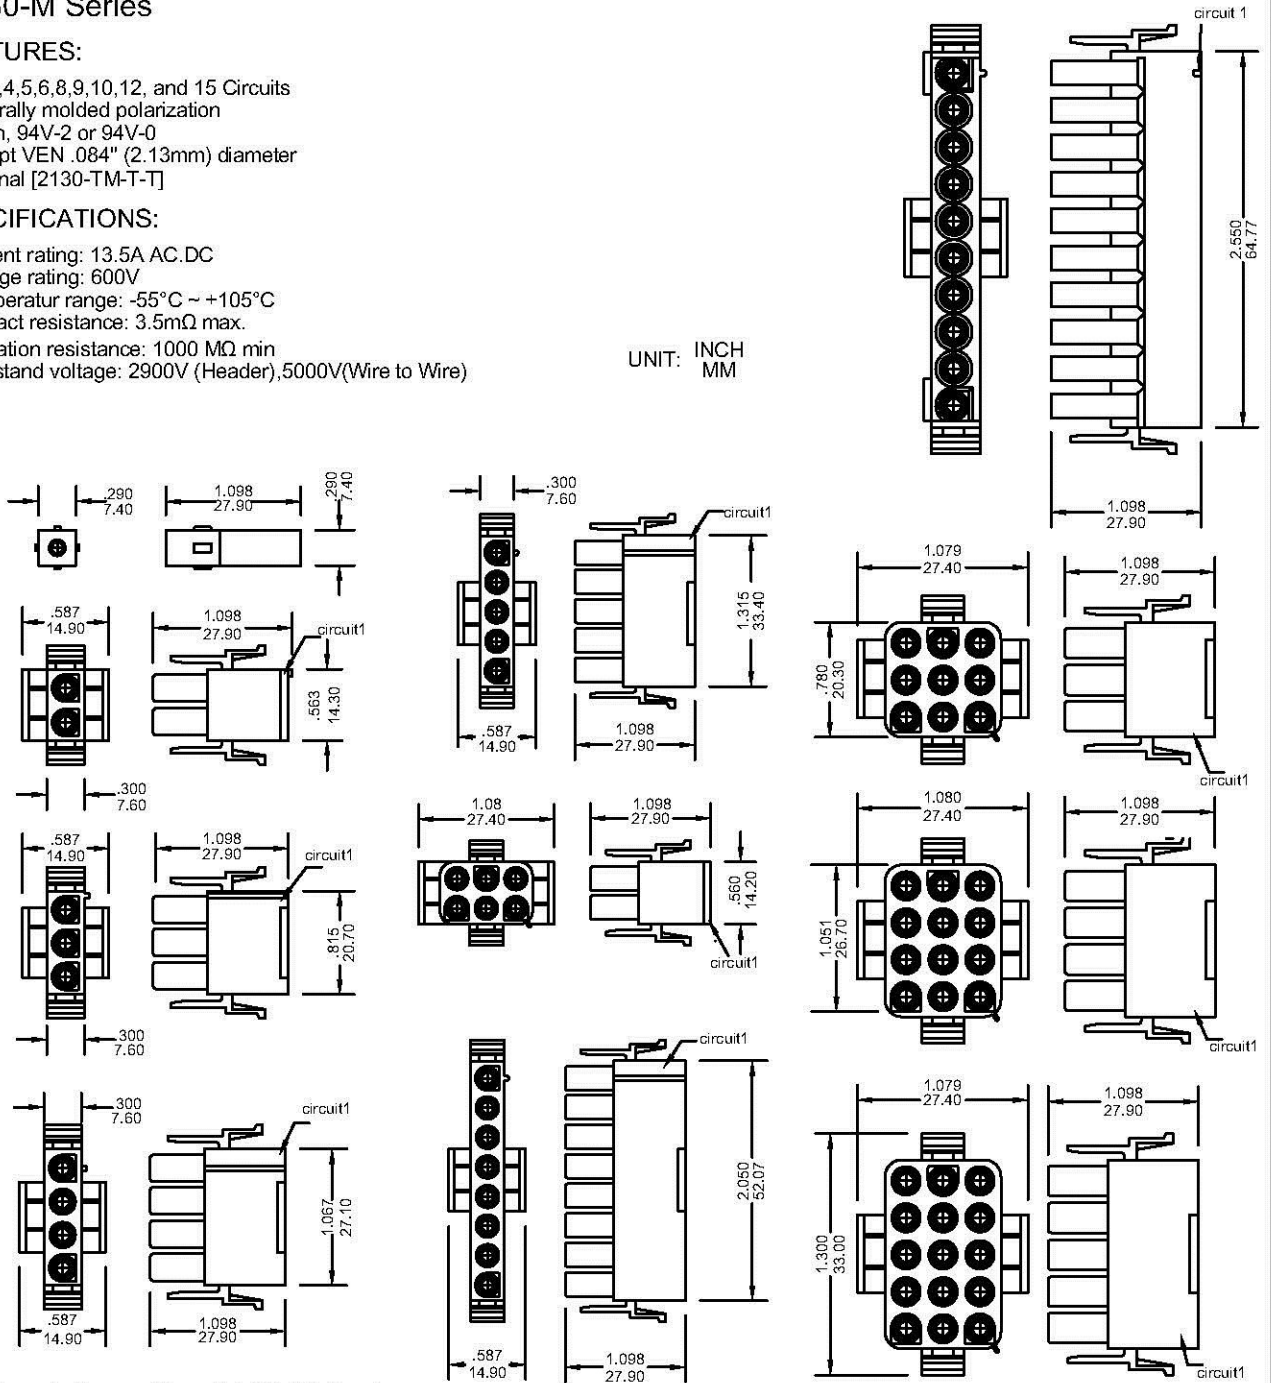 0-M Series
TURES:
,4,5,6,8,9,10,12, and 15 Circuits
rally molded polarization
n, 94V-2 or 94V-0
pt VEN .084" (2.13mm) diameter
nal [2130-TM-T-T]
CIFICATIONS:
ent rating: 13.5A AC.DC
ge rating: 600V
peratur range: -55°C ~ +105°C
act resistance: 3.5mΩ max.
ation resistance: 1000 MΩ min
stand voltage: 2900V (Header),5000V(Wire to Wire)
UNIT: INCH
MM
circuit 1
2.550
64.77
1.098
27.90
.290
7.40
1.098
27.90
.290
7.40
.587
14.90
1.098
27.90
circuit1
.563
14.30
.300
7.60
.300
7.60
circuit1
1.315
33.40
.587
14.90
1.098
27.90
1.079
27.40
1.098
27.90
.780
20.30
circuit1
.587
14.90
1.098
27.90
circuit1
.815
20.70
.300
7.60
1.08
27.40
1.098
27.90
.560
14.20
circuit1
1.080
27.40
1.098
27.90
1.051
26.70
circuit1
.300
7.60
circuit1
1.067
27.10
.587
14.90
1.098
27.90
circuit1
2.050
52.07
.587
14.90
1.098
27.90
1.079
27.40
1.098
27.90
1.300
33.00
circuit1